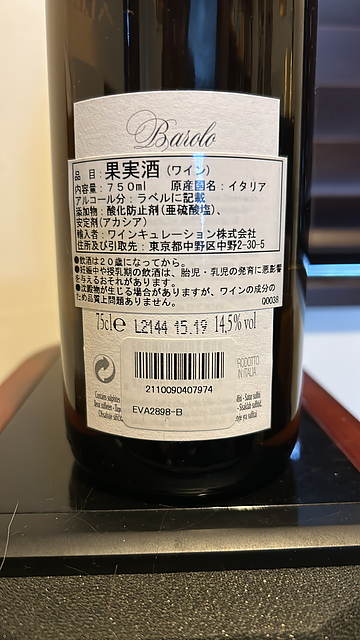 Barolo
品 目：果実酒（ワイン）
内容量：７５０ml 原産国名：イタリア
アルコール分：ラベルに記載
添加物：酸化防止剤（亜硫酸塩）、
安定剤（アカシア）
輸入者：ワインキュレーション株式会社
住所及び引取先：東京都中野区中野2-30-5
●飲酒は２０歳になってから。
●妊娠中や授乳期の飲酒は、胎児・乳児の発育に悪影響
を与えるおそれがあります。
●沈殿物が生じる場合がありますが、ワインの成分の
ため品質上問題ありません。
Q0038
75cl e L2144 15.19 14,5% vol
PRODOTTO
IN ITALIA
2110090407974
EVA2898-B